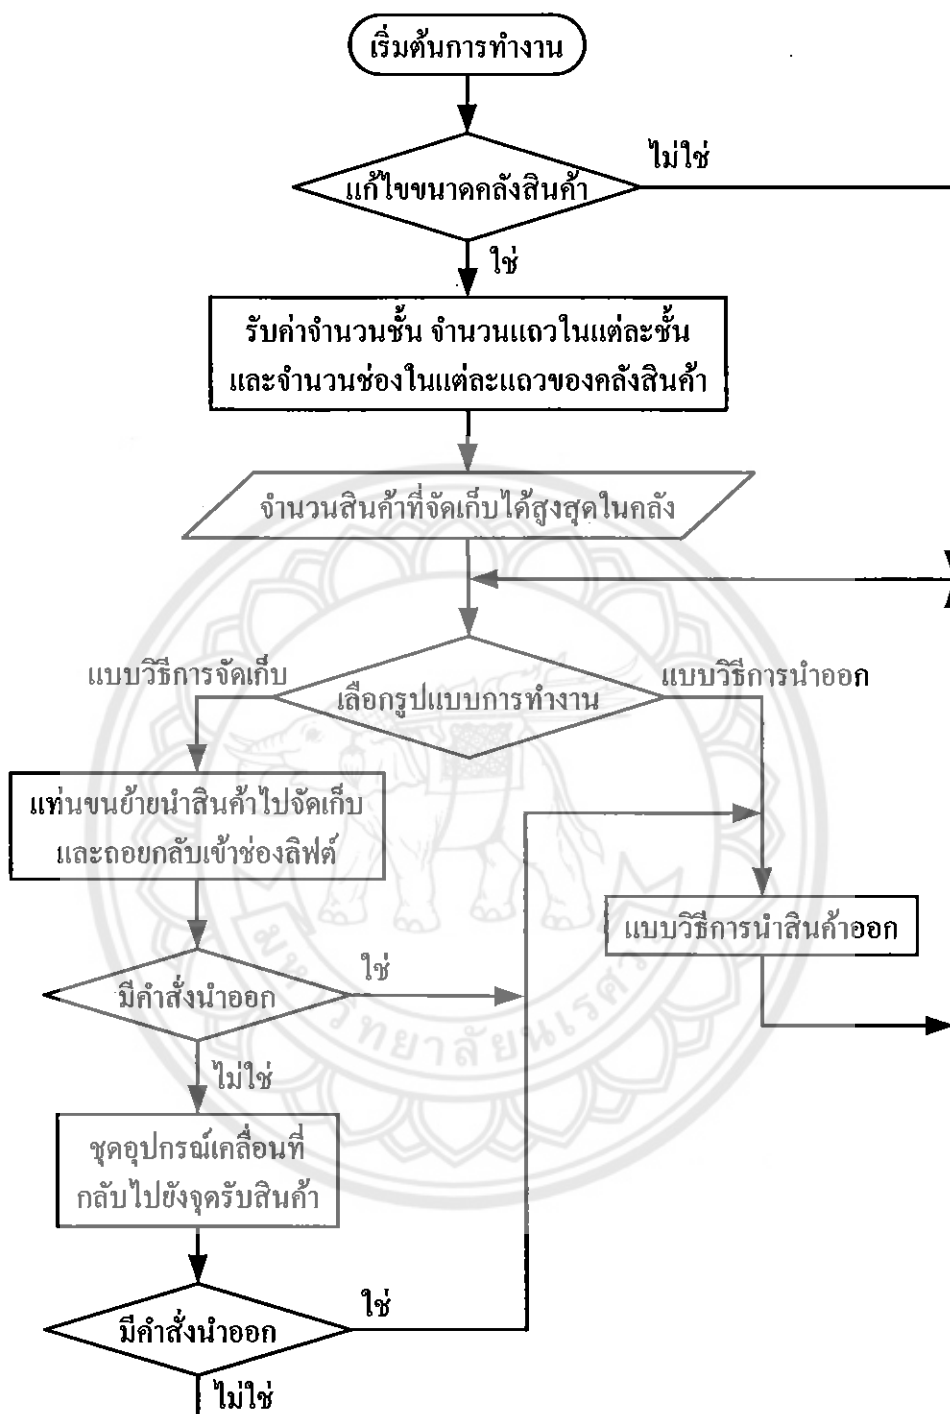 เริ่มต้นการทำงาน
ไม่ใช่
แก้ไขขนาดคลังสินค้า
ใช่
รับค่าจำนวนชั้น จำนวนแถวในแต่ละชั้น
และจำนวนช่องในแต่ละแถวของคลังสินค้า
จำนวนสินค้าที่จัดเก็บได้สูงสุดในคลัง
แบบวิธีการจัดเก็บ
แบบวิธีการนำออก
เลือกรูปแบบการทำงาน
แท่นขนย้ายนำสินค้าไปจัดเก็บ
และถอยกลับเข้าช่องลิฟต์
แบบวิธีการนำสินค้าออก
ใช่
มีคำสั่งนำออก
ไม่ใช่
ชุดอุปกรณ์เคลื่อนที่
กลับไปยังจุดรับสินค้า
ใช่
มีคำสั่งนำออก
ไม่ใช่